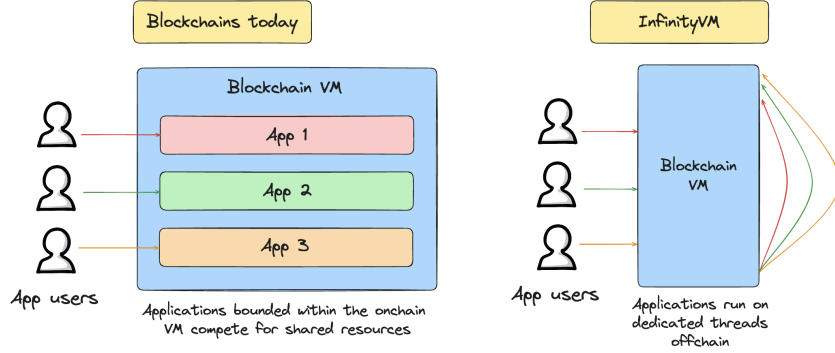 Blockchains today
InfinityVM
Blockchain VM
App 1
App 2
App 3
App users
Applications bounded within the onchain
VM compete for shared resources
Blockchain
VM
App users
Applications run on
dedicated threads
offchain